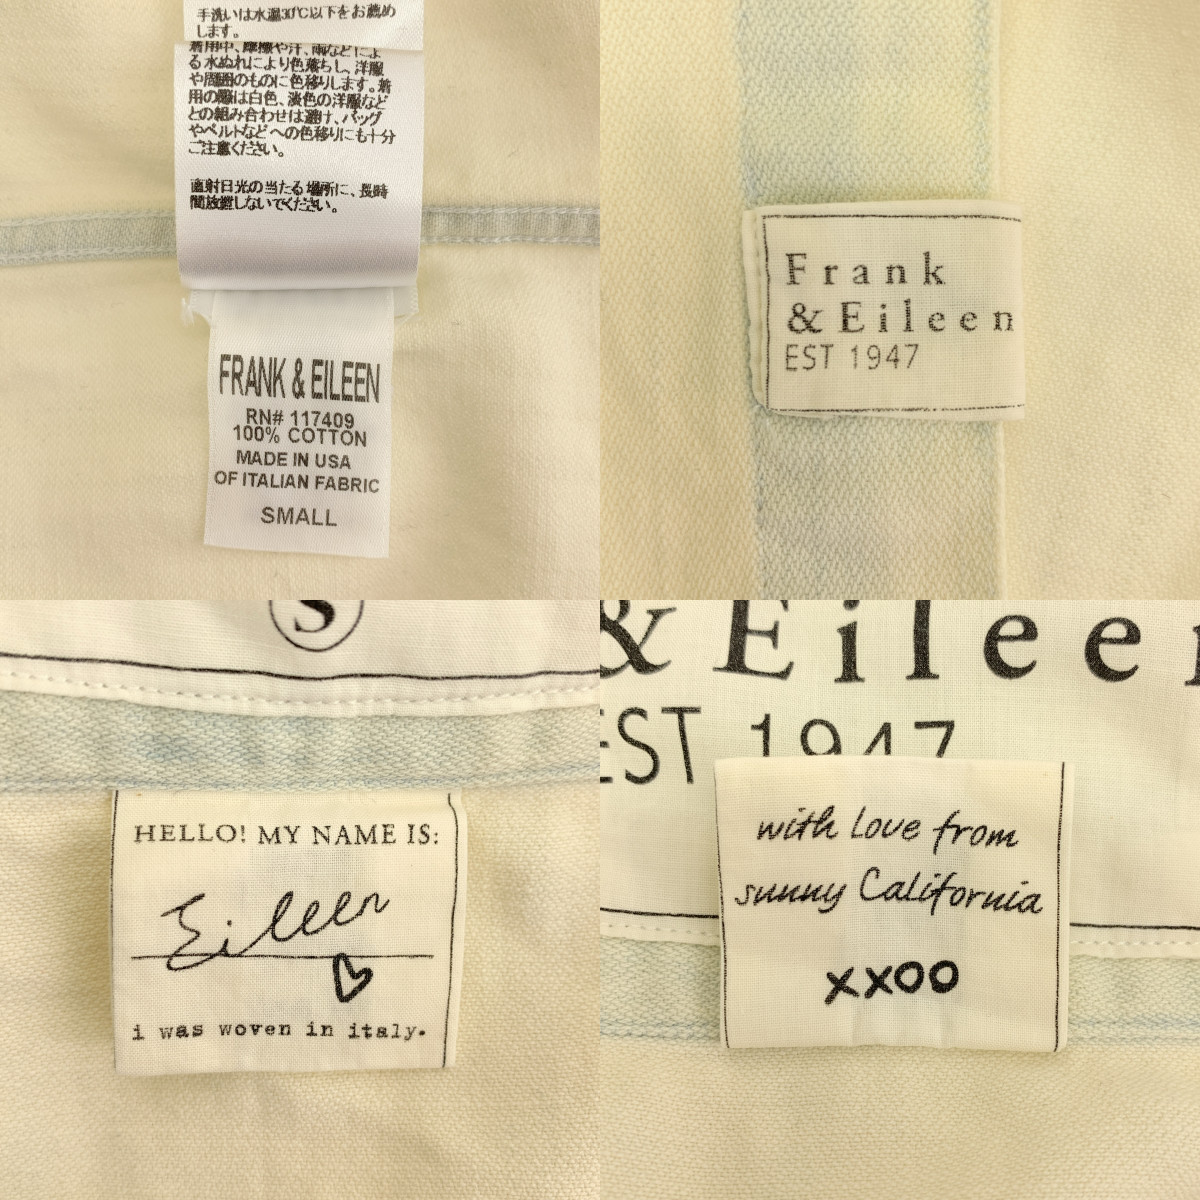 手洗いは水温30℃以下をお薦め
します。
着用中、摩擦や汗、雨などによ
る水ぬれにより色落ちし、洋服
や周囲のものに色移りします。着
用の際は白色、淡色の洋服など
との組み合わせは避け、バッグ
やベルトなどへの色移りにも十分
ご注意ください。
直射日光の当たる場所に、長時
間放置しないでください。
FRANK & EILEEN
RN# 117409
100% COTTON
MADE IN USA
OF ITALIAN FABRIC
SMALL
Frank
& Eileen
EST 1947
S
HELLO! MY NAME IS:
Eileen
i was woven in italy.
& Eileen
EST 1947
with love from
sunny California
xxoo